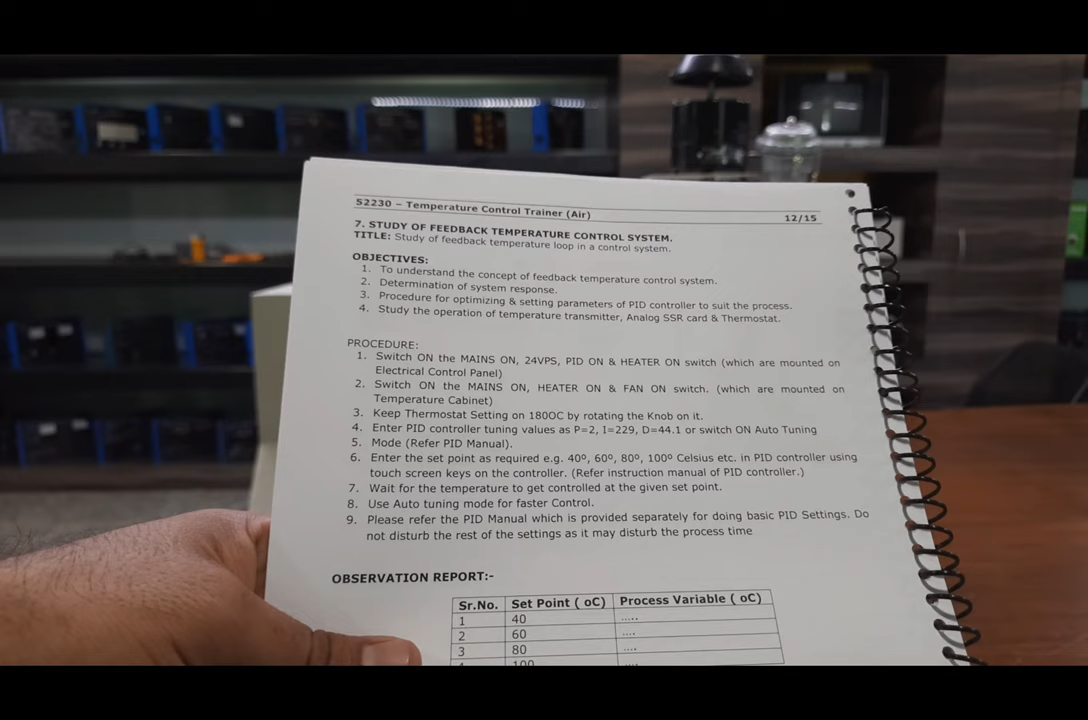 S2230 – Temperature Control Trainer (Air) 12/15
7. STUDY OF FEEDBACK TEMPERATURE CONTROL SYSTEM.
TITLE: Study of feedback temperature loop in a control system.
OBJECTIVES:
1. To understand the concept of feedback temperature control system.
2. Determination of system response.
3. Procedure for optimizing & setting parameters of PID controller to suit the process.
4. Study the operation of temperature transmitter, Analog SSR card & Thermostat.
PROCEDURE:
1. Switch ON the MAINS ON, 24VPS, PID ON & HEATER ON switch (which are mounted on
Electrical Control Panel)
2. Switch ON the MAINS ON, HEATER ON & FAN ON switch. (which are mounted on
Temperature Cabinet)
3. Keep Thermostat Setting on 180OC by rotating the Knob on it.
4. Enter PID controller tuning values as P=2, I=229, D=44.1 or switch ON Auto Tuning
5. Mode (Refer PID Manual).
6. Enter the set point as required e.g. 40º, 60º, 80º, 100º Celsius etc. in PID controller using
touch screen keys on the controller. (Refer instruction manual of PID controller.)
7. Wait for the temperature to get controlled at the given set point.
8. Use Auto tuning mode for faster Control.
9. Please refer the PID Manual which is provided separately for doing basic PID Settings. Do
not disturb the rest of the settings as it may disturb the process time
OBSERVATION REPORT:-
Sr.No. Set Point ( oC) Process Variable ( oC)
1 40 .....
2 60 ....
3 80 ....
100 ....